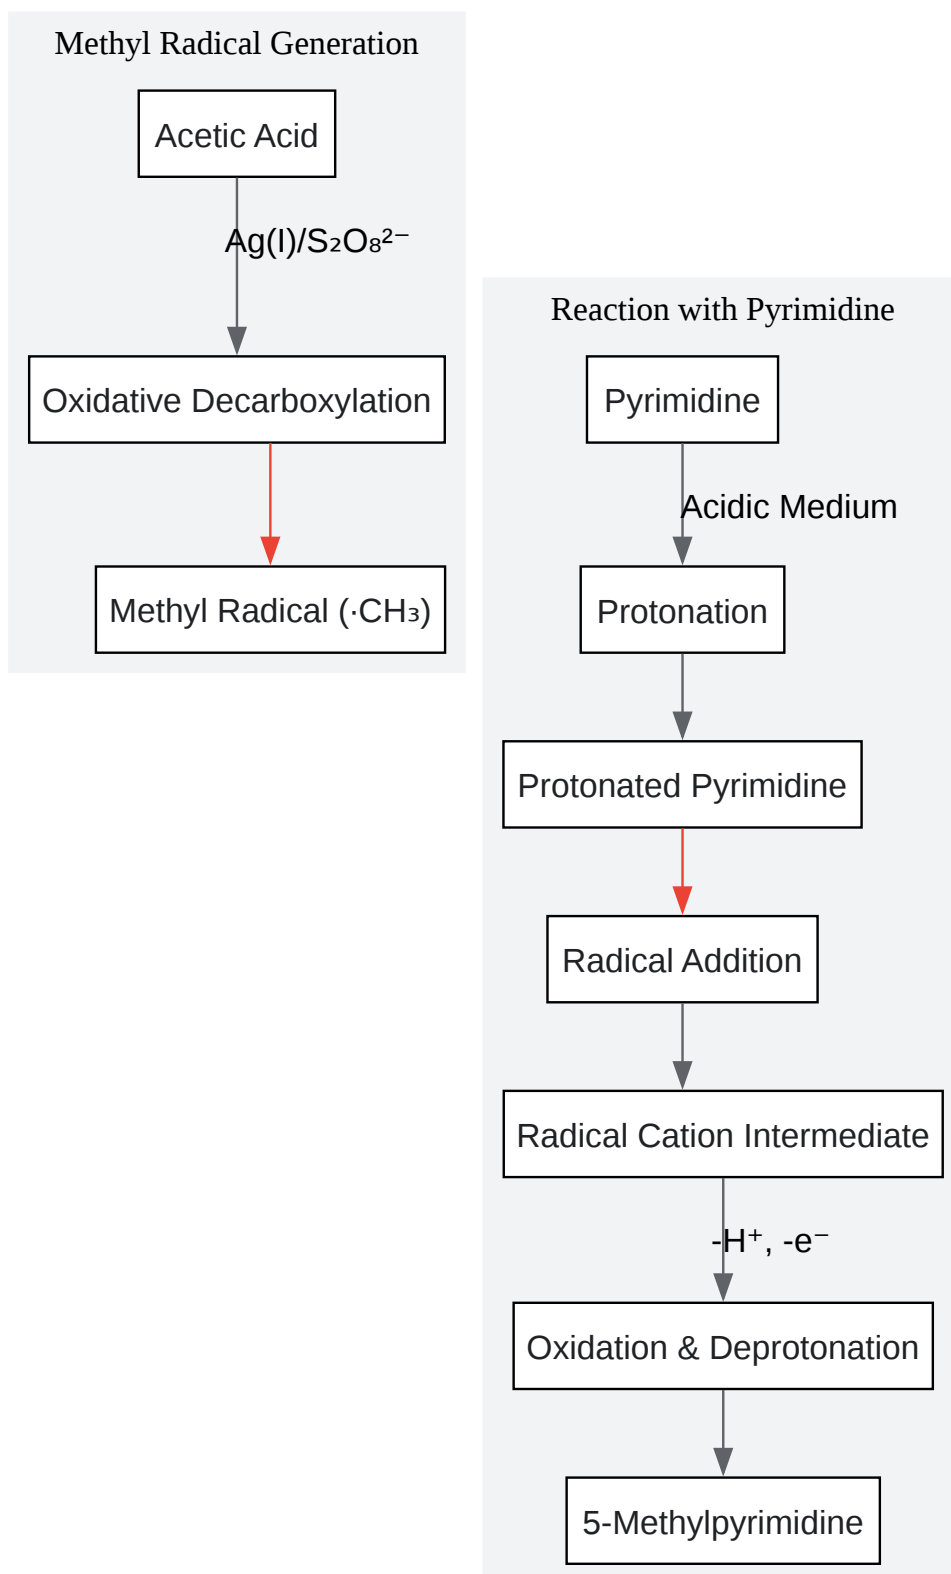 Methyl Radical Generation
Acetic Acid
Ag(I)/S₂O₈²⁻
Oxidative Decarboxylation
Methyl Radical (·CH₃)
Reaction with Pyrimidine
Pyrimidine
Acidic Medium
Protonation
Protonated Pyrimidine
Radical Addition
Radical Cation Intermediate
-H⁺, -e⁻
Oxidation & Deprotonation
5-Methylpyrimidine